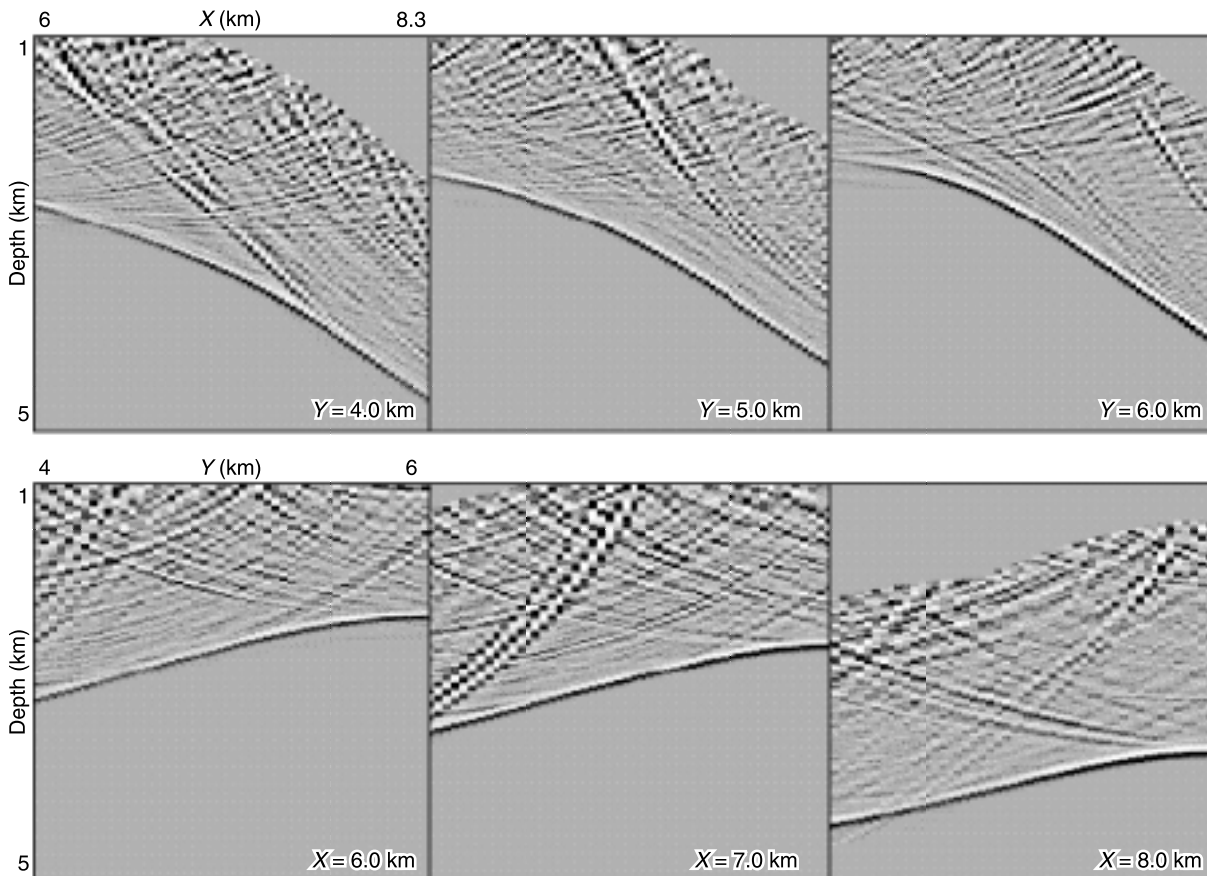 6 X (km) 8.3
1
Depth (km)
5
Y = 4.0 km
Y = 5.0 km
Y = 6.0 km
4 Y (km) 6
1
Depth (km)
5
X = 6.0 km
X = 7.0 km
X = 8.0 km